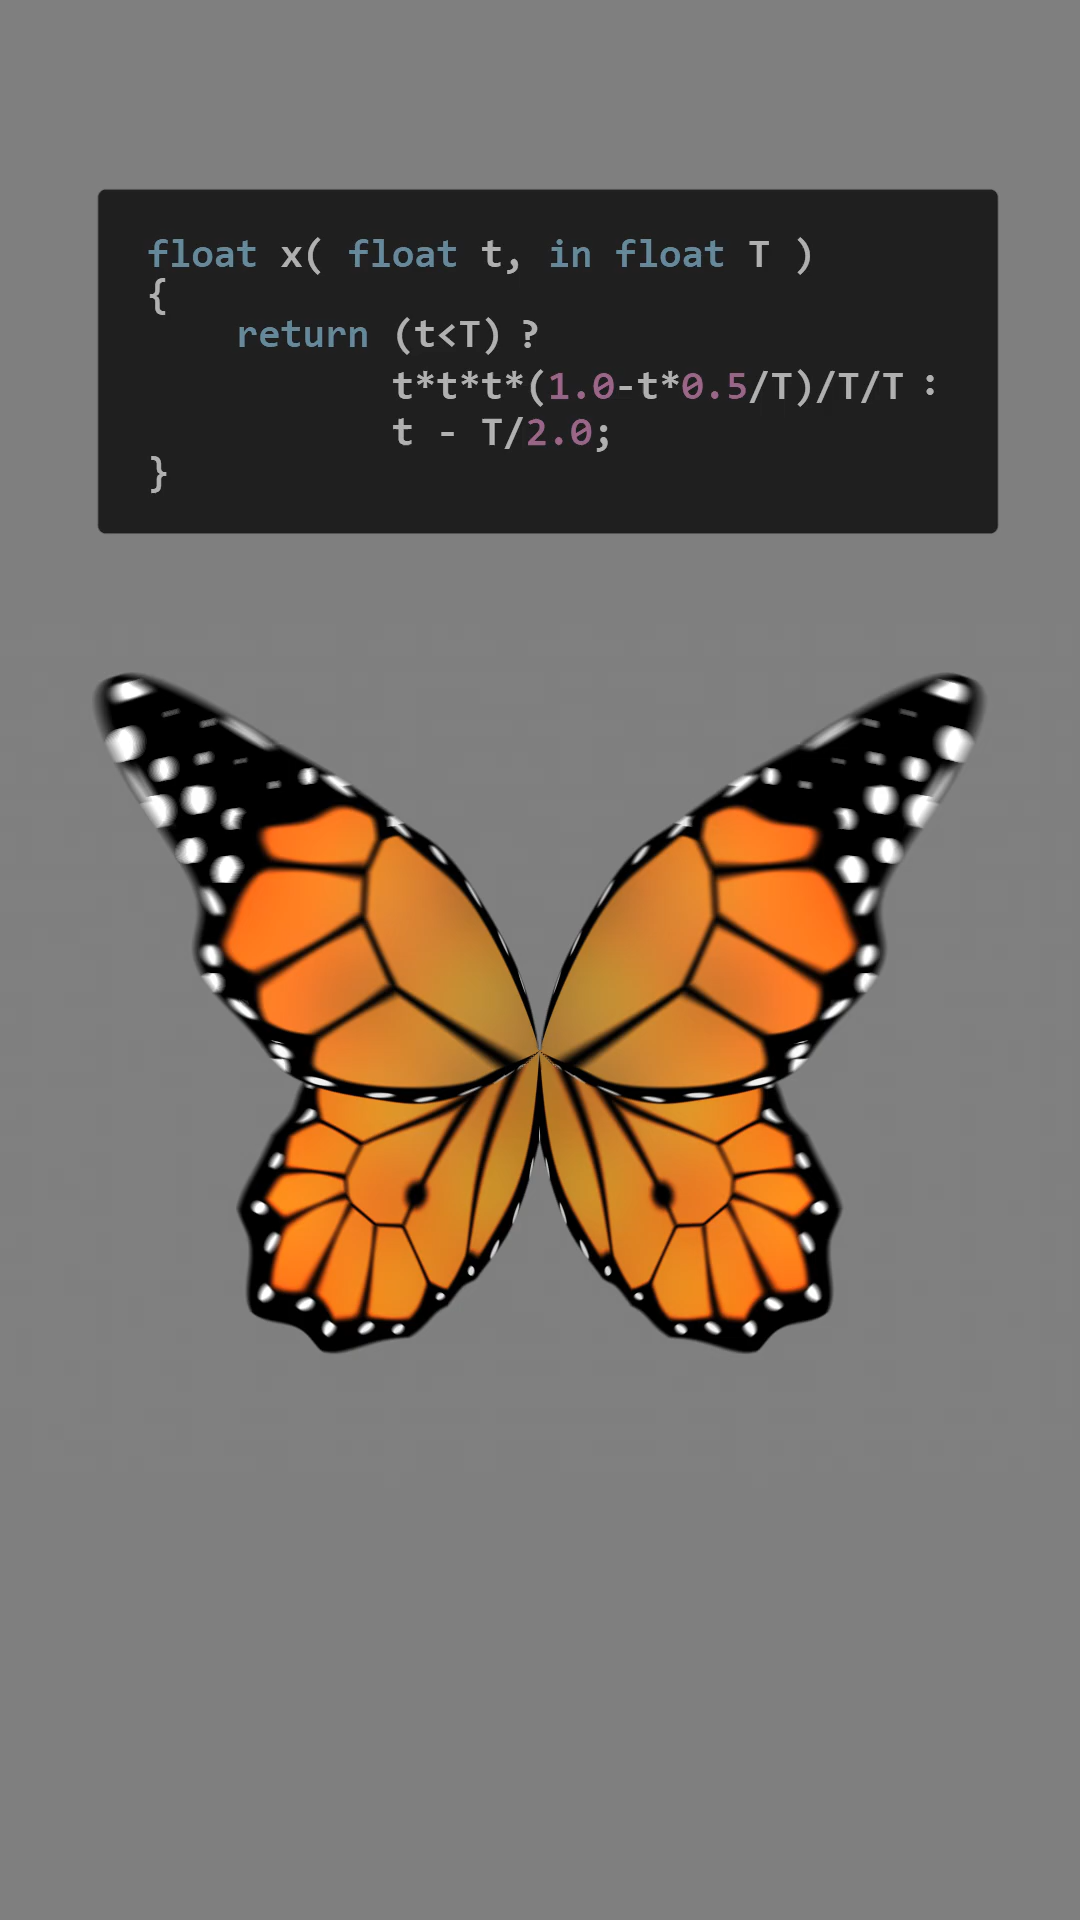 float x( float t, in float T )
{
    return (t<T) ?
           t*t*t*(1.0-t*0.5/T)/T/T :
           t - T/2.0;
}